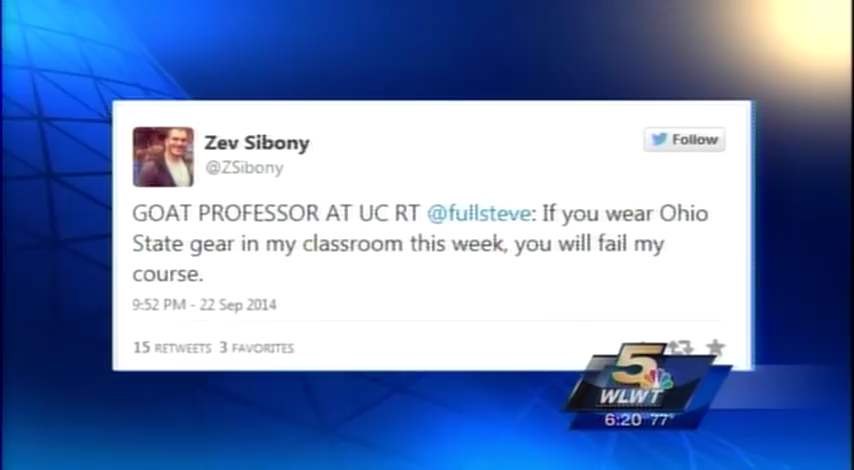 Zev Sibony
@ZSibony
Follow
GOAT PROFESSOR AT UC RT @fullsteve: If you wear Ohio
State gear in my classroom this week, you will fail my
course.
9:52 PM - 22 Sep 2014
15 RETWEETS 3 FAVORITES
5
WLWT
6:20 77°